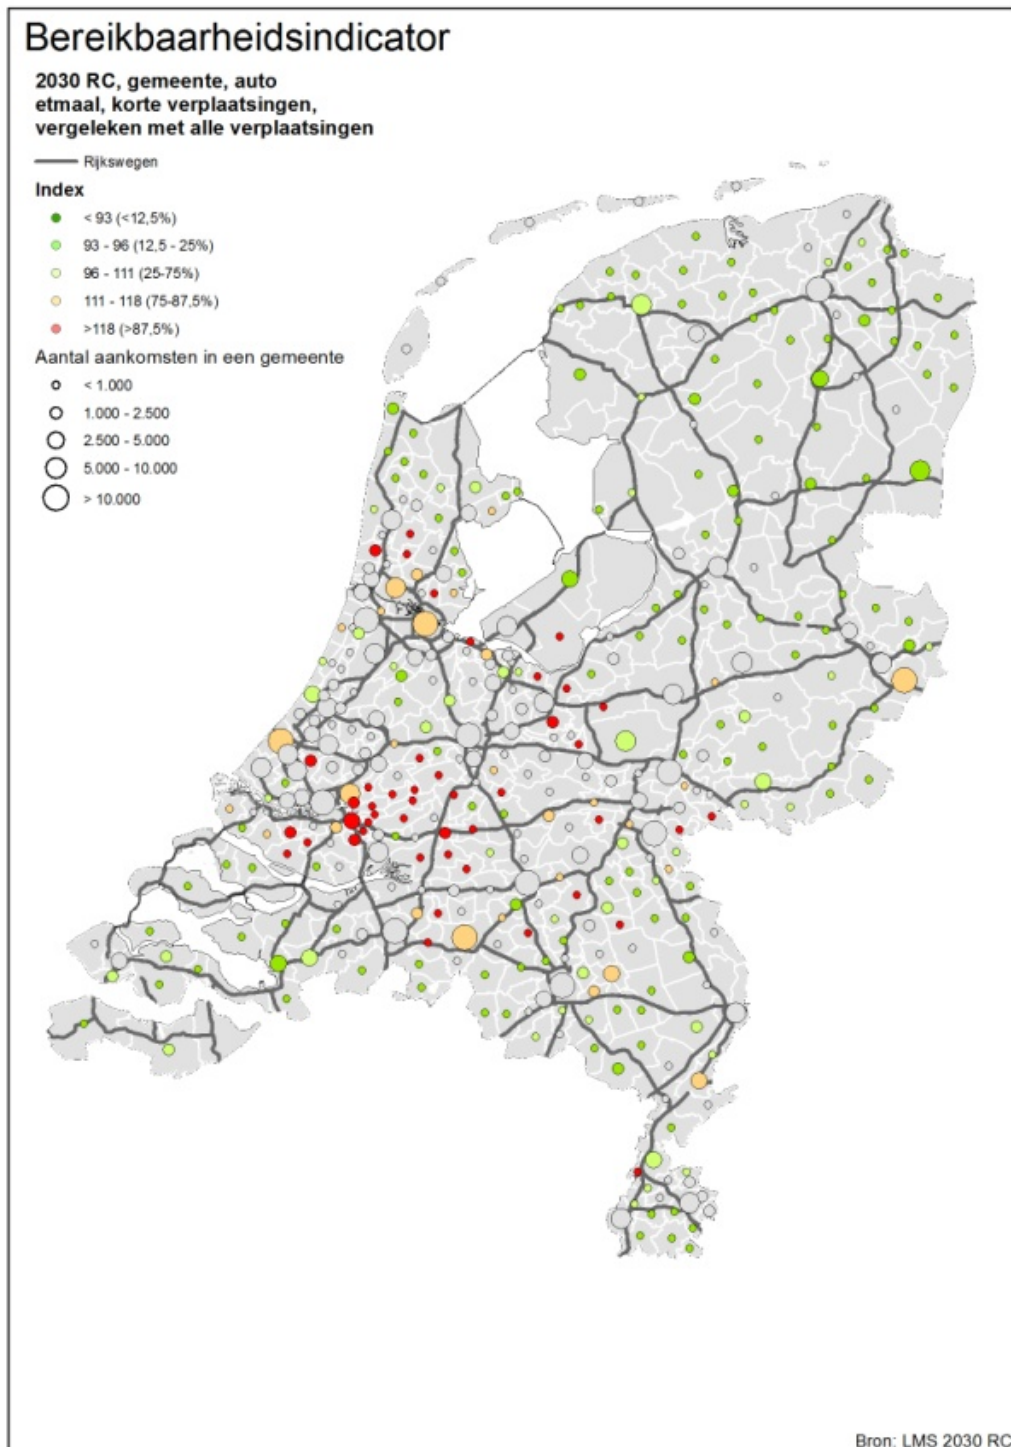 Bereikbaarheidsindicator
2030 RC, gemeente, auto
etmaal, korte verplaatsingen,
vergeleken met alle verplaatsingen
Rijkswegen
Index
< 93 (<12,5%)
93 - 96 (12,5 - 25%)
96 - 111 (25-75%)
111 - 118 (75-87,5%)
>118 (>87,5%)
Aantal aankomsten in een gemeente
< 1.000
1.000 - 2.500
2.500 - 5.000
5.000 - 10.000
> 10.000
Bron: LMS 2030 RC